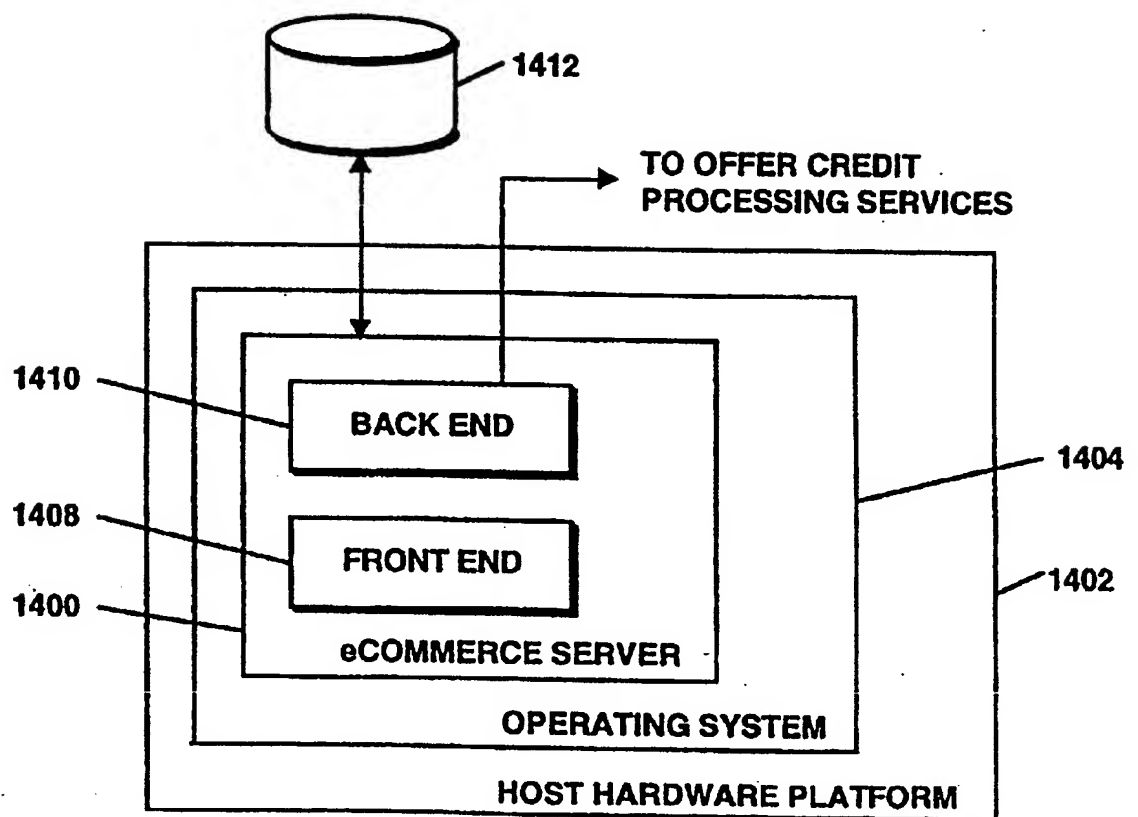 1412
TO OFFER CREDIT
PROCESSING SERVICES
1410
BACK END
1404
1408
FRONT END
1402
1400
eCOMMERCE SERVER
OPERATING SYSTEM
HOST HARDWARE PLATFORM